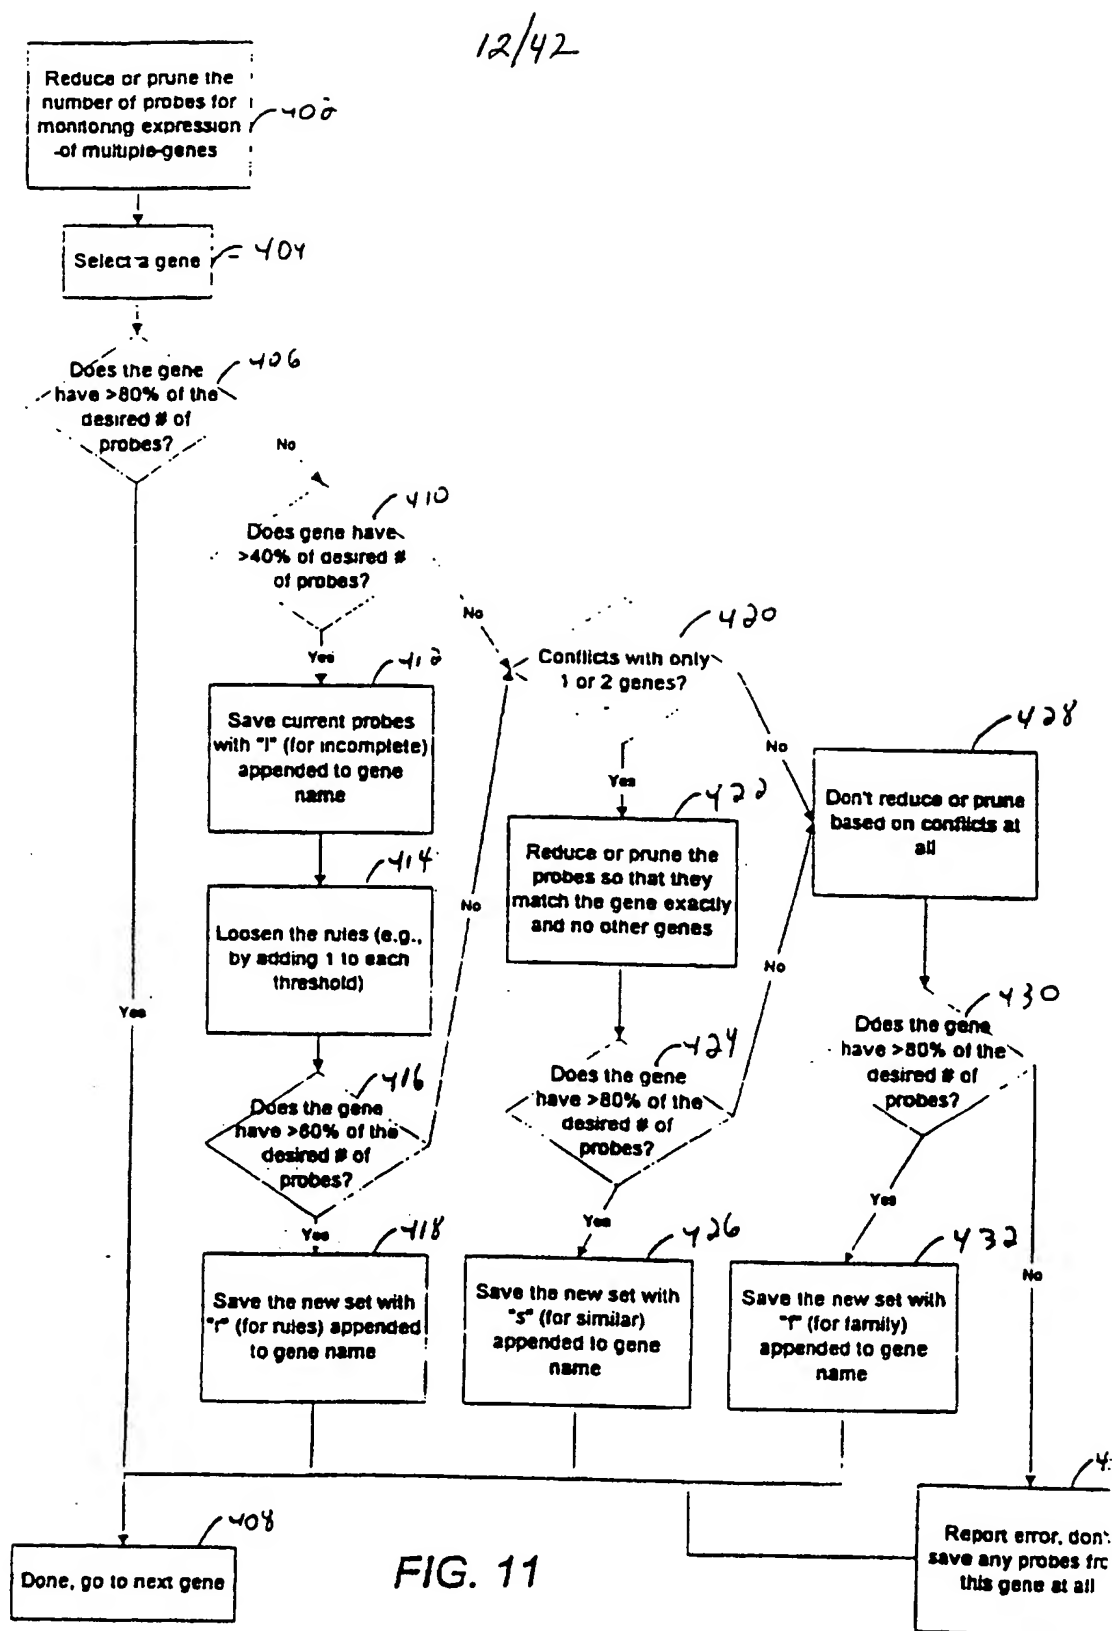 12/42
Reduce or prune the
number of probes for
monitoring expression
of multiple genes
402
Select a gene
404
Does the gene
have >80% of the
desired # of
probes?
406
No
Does gene have
>40% of desired #
of probes?
410
No
Yes
Conflicts with only
1 or 2 genes?
420
No
Yes
Save current probes
with "I" (for incomplete)
appended to gene
name
412
Loosen the rules (e.g.,
by adding 1 to each
threshold)
414
No
Reduce or prune the
probes so that they
match the gene exactly
and no other genes
422
No
Don't reduce or prune
based on conflicts at
all
428
Yes
Does the gene
have >80% of the
desired # of
probes?
416
Yes
Does the gene
have >80% of the
desired # of
probes?
424
Yes
Does the gene
have >80% of the
desired # of
probes?
430
Yes
No
Save the new set with
"r" (for rules) appended
to gene name
418
Save the new set with
"s" (for similar)
appended to gene
name
426
Save the new set with
"f" (for family)
appended to gene
name
432
Done, go to next gene
408
FIG. 11
Report error, don't
save any probes
this gene at all